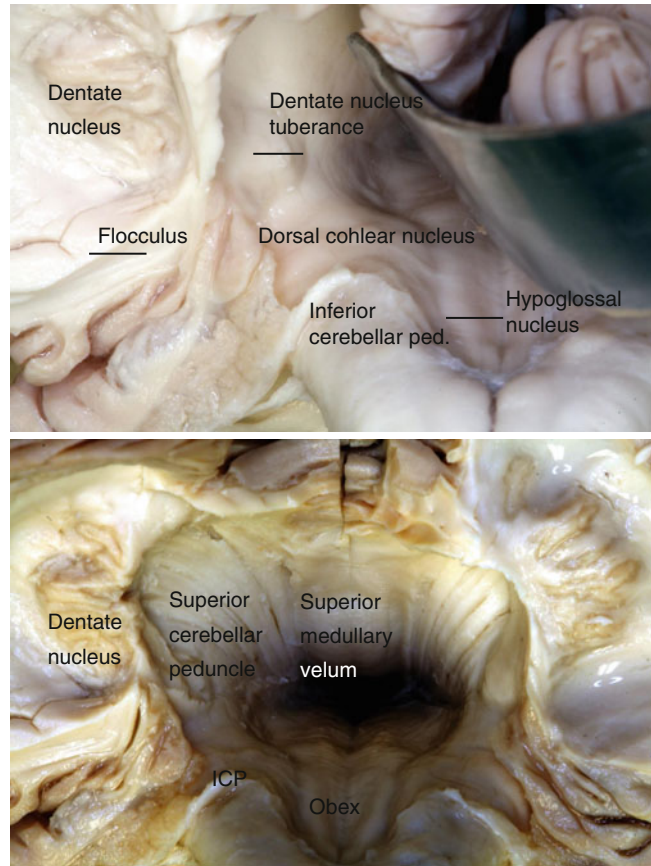 Dentate
nucleus
Dentate nucleus
tuberance
Flocculus
Dorsal cohlear nucleus
Inferior
cerebellar ped.
Hypoglossal
nucleus
Dentate
nucleus
Superior
cerebellar
peduncle
Superior
medullary
velum
ICP
Obex